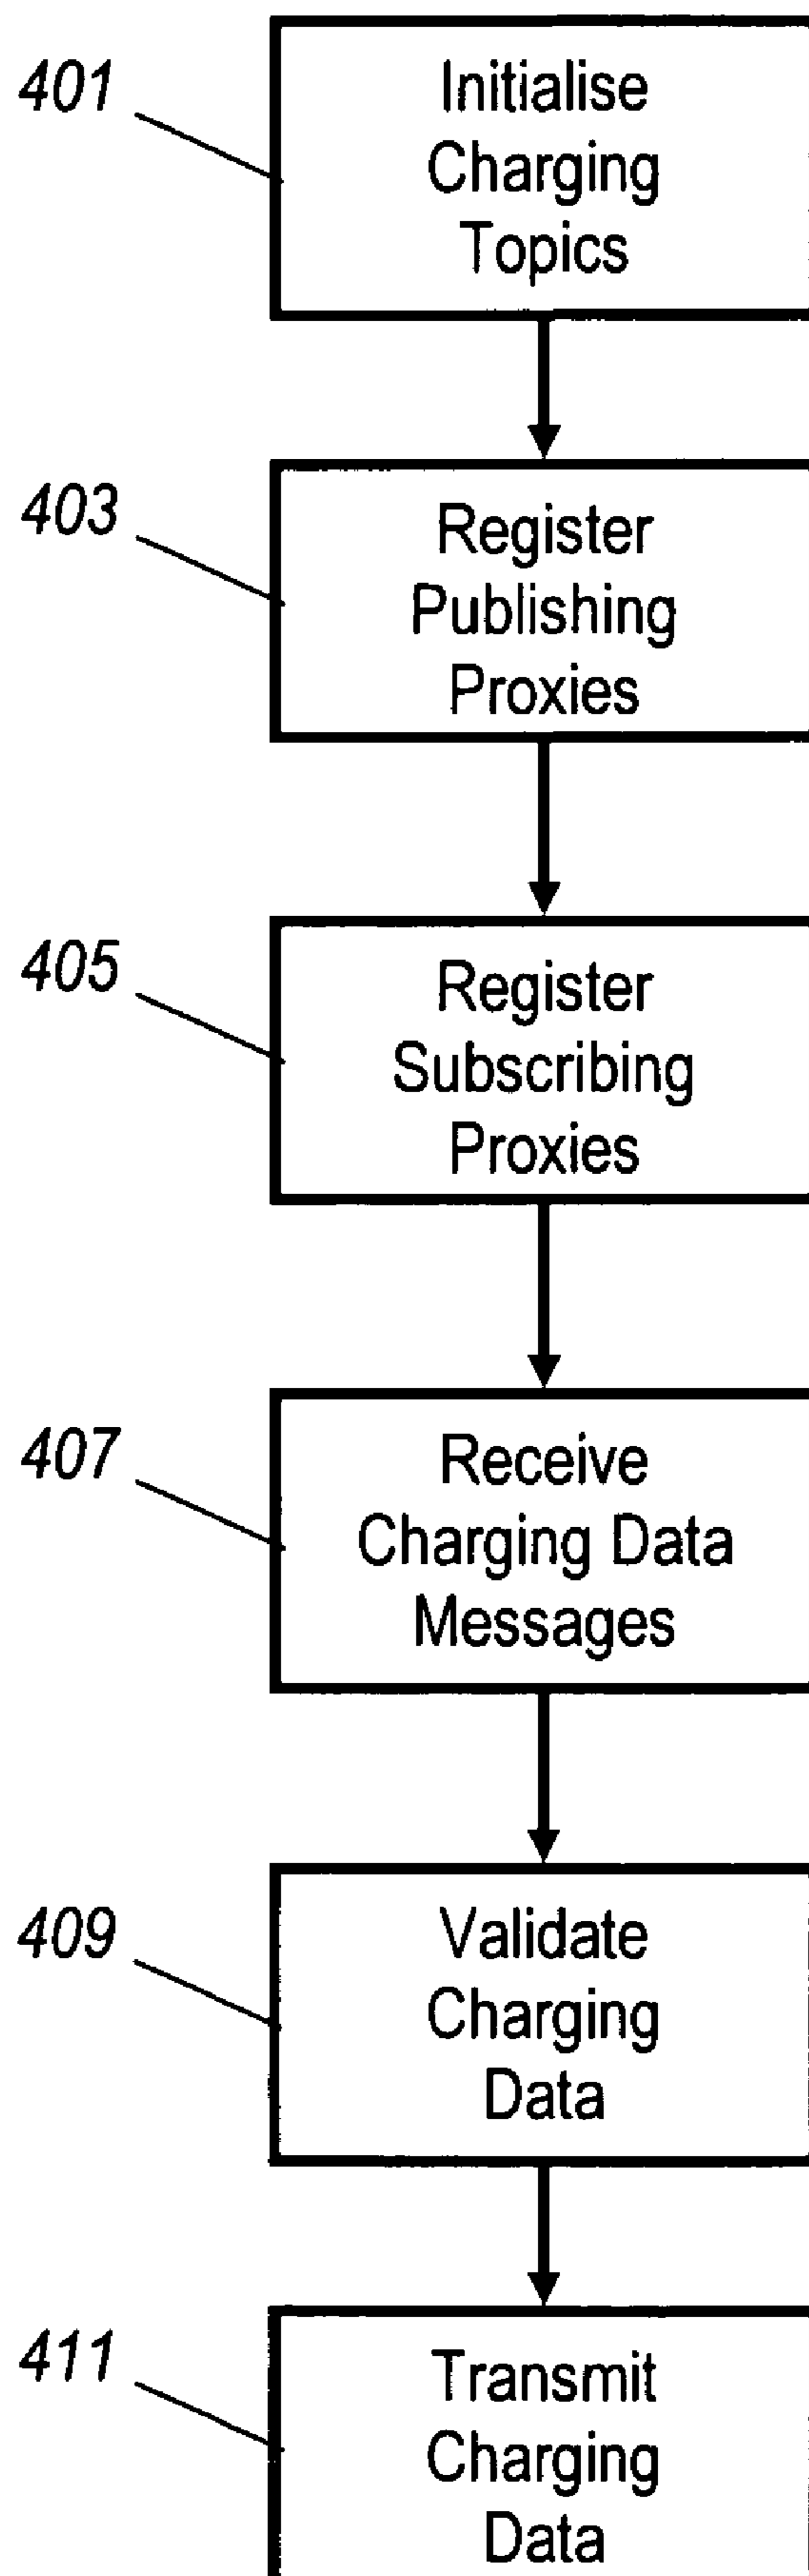 401
Initialise
Charging
Topics
403
Register
Publishing
Proxies
405
Register
Subscribing
Proxies
407
Receive
Charging Data
Messages
409
Validate
Charging
Data
411
Transmit
Charging
Data